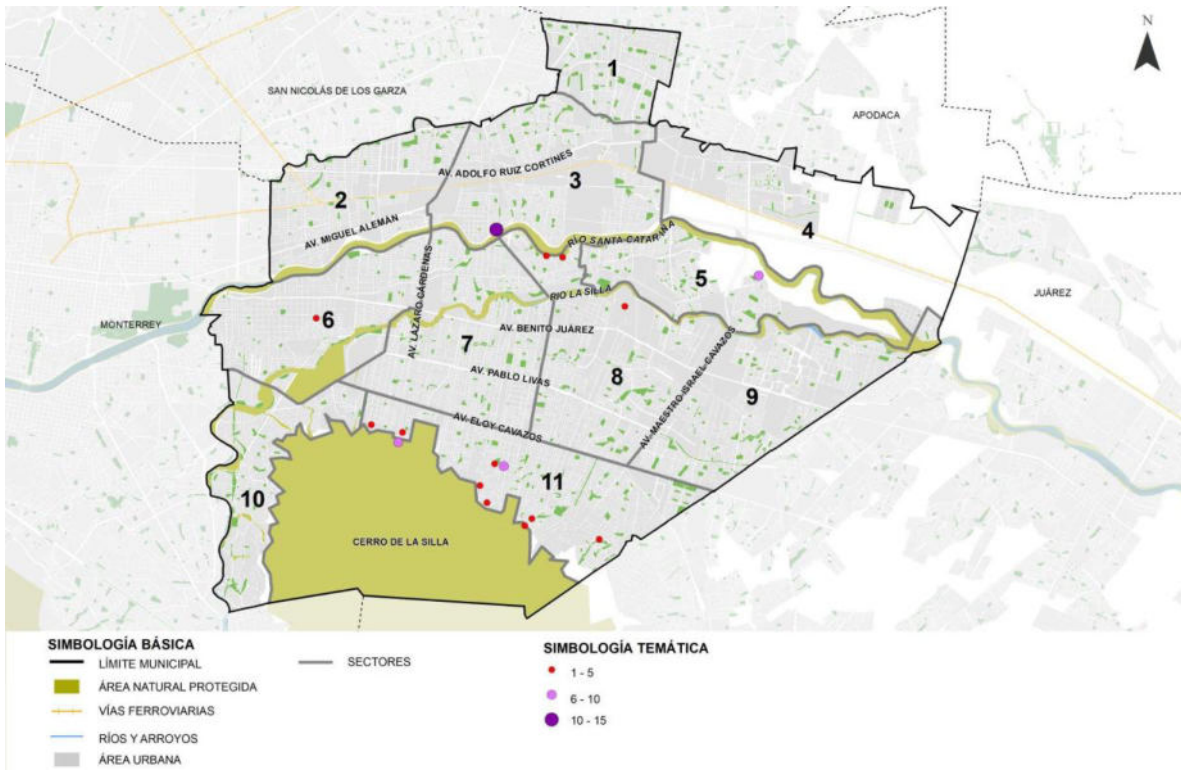 N
1
SAN NICOLÁS DE LOS GARZA
APODACA
AV. ADOLFO RUIZ CORTINES
3
2
AV. MIGUEL ALEMÁN
RÍO SANTA CATARINA
4
5
AV. LÁZARO CÁRDENAS
RIO LA SILLA
JUÁREZ
MONTERREY
6
AV. BENITO JUÁREZ
7
AV. PABLO LIVAS
8
AV. MAESTRO ISRAEL CAVAZOS
9
AV. ELOY CAVAZOS
10
11
CERRO DE LA SILLA
SIMBOLOGÍA BÁSICA
LÍMITE MUNICIPAL
ÁREA NATURAL PROTEGIDA
VÍAS FERROVIARIAS
RÍOS Y ARROYOS
ÁREA URBANA
SECTORES
SIMBOLOGÍA TEMÁTICA
1 - 5
6 - 10
10 - 15